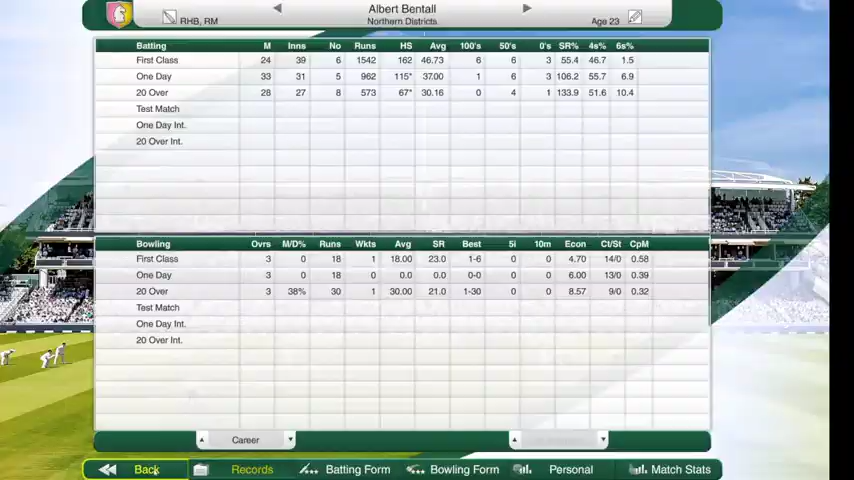 Albert Bentall
RHB, RM Northern Districts Age 23
Batting M Inns No Runs HS Avg 100's 50's 0's SR% 4s% 6s%
First Class 24 39 6 1542 162 46.73 6 6 3 55.4 46.7 1.5
One Day 33 31 5 962 115* 37.00 1 6 3 106.2 55.7 6.9
20 Over 28 27 8 573 67* 30.16 0 4 1 133.9 51.6 10.4
Test Match
One Day Int.
20 Over Int.
Bowling Ovrs M/D% Runs Wkts Avg SR Best 5i 10m Econ Ct/St CpM
First Class 3 0 18 1 18.00 23.0 1-6 0 0 4.70 14/0 0.58
One Day 3 0 18 0 0.0 0.0 0-0 0 0 6.00 13/0 0.39
20 Over 3 38% 30 1 30.00 21.0 1-30 0 0 8.57 9/0 0.32
Test Match
One Day Int.
20 Over Int.
Career
Back Records Batting Form Bowling Form Personal Match Stats